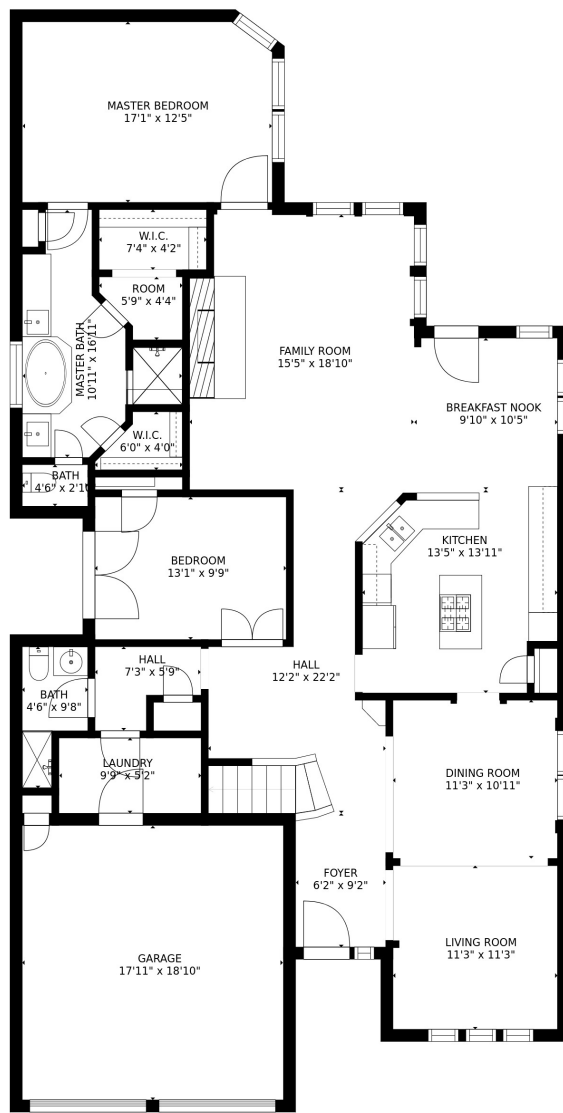 MASTER BEDROOM
17'1" x 12'5"
W.I.C.
7'4" x 4'2"
ROOM
5'9" x 4'4"
MASTER BATH
10'11" x 16'11"
FAMILY ROOM
15'5" x 18'10"
BREAKFAST NOOK
9'10" x 10'5"
W.I.C.
6'0" x 4'0"
BATH
4'6" x 2'10
KITCHEN
13'5" x 13'11"
BEDROOM
13'1" x 9'9"
HALL
7'3" x 5'9"
HALL
12'2" x 22'2"
BATH
4'6" x 9'8"
LAUNDRY
9'9" x 5'2"
DINING ROOM
11'3" x 10'11"
FOYER
6'2" x 9'2"
LIVING ROOM
11'3" x 11'3"
GARAGE
17'11" x 18'10"